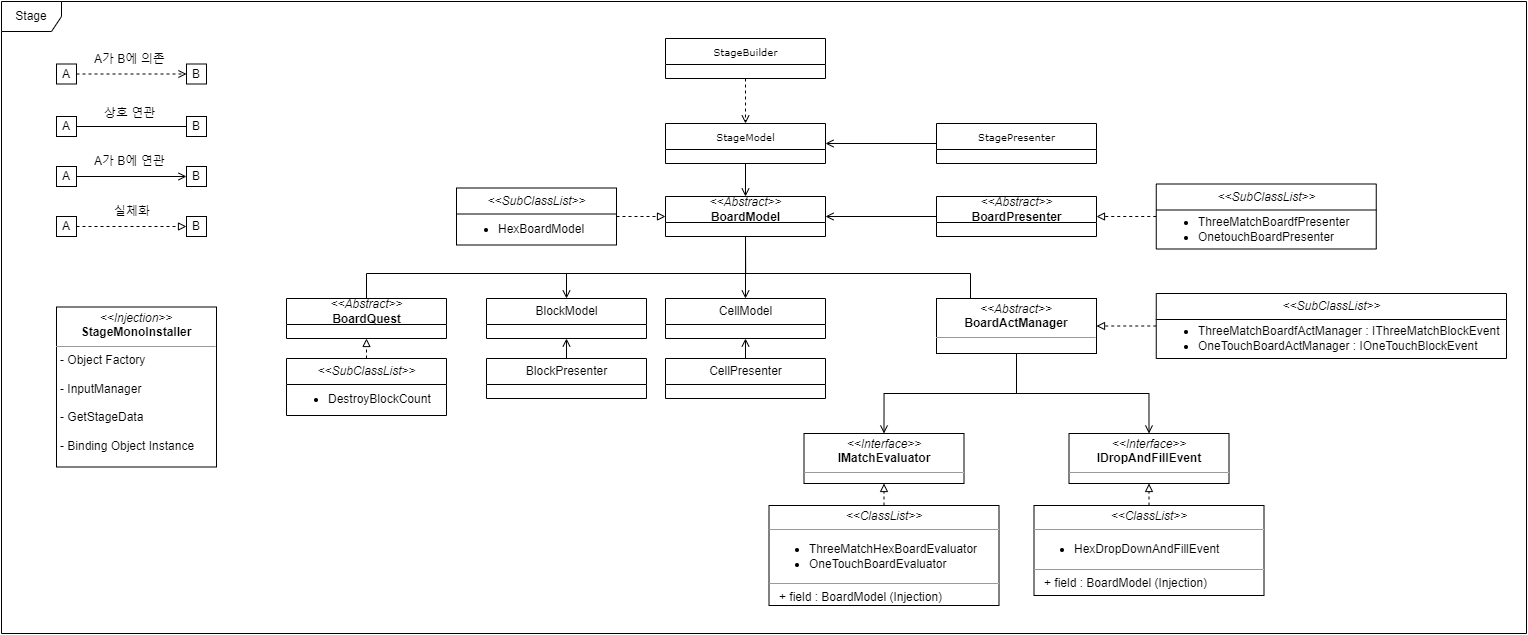 Stage
A가 B에 의존
A
B
상호 연관
A
B
A가 B에 연관
A
B
실체화
A
B
StageBuilder
StageModel
StagePresenter
<<SubClassList>>
HexBoardModel
<<Abstract>>
BoardModel
<<Abstract>>
BoardPresenter
<<SubClassList>>
ThreeMatchBoardfPresenter
OnetouchBoardPresenter
<<Injection>>
StageMonoInstaller
- Object Factory
- InputManager
- GetStageData
- Binding Object Instance
<<Abstract>>
BoardQuest
<<SubClassList>>
DestroyBlockCount
BlockModel
BlockPresenter
CellModel
CellPresenter
<<Abstract>>
BoardActManager
<<SubClassList>>
ThreeMatchBoardfActManager : IThreeMatchBlockEvent
OneTouchBoardActManager : IOneTouchBlockEvent
<<Interface>>
IMatchEvaluator
<<Interface>>
IDropAndFillEvent
<<ClassList>>
ThreeMatchHexBoardEvaluator
OneTouchBoardEvaluator
+ field : BoardModel (Injection)
<<ClassList>>
HexDropDownAndFillEvent
+ field : BoardModel (Injection)